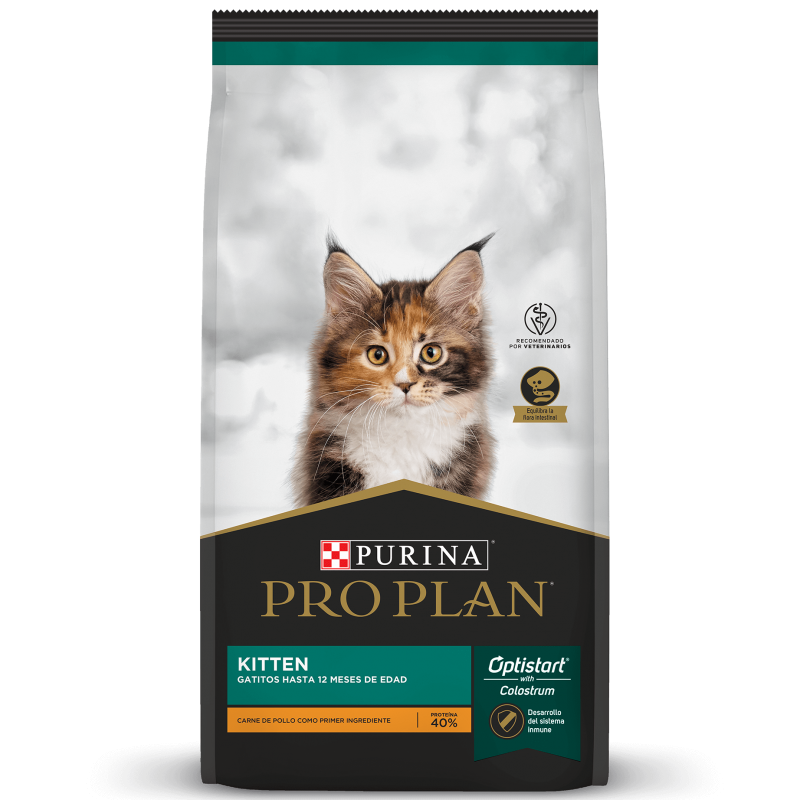 RECOMENDADO
POR VETERINARIOS
Equilibra la
flora intestinal
PURINA®
PRO PLAN®
KITTEN
GATITOS HASTA 12 MESES DE EDAD
CARNE DE POLLO COMO PRIMER INGREDIENTE
PROTEÍNA
40%
Optistart®
with
Colostrum
Desarrollo
del sistema
inmune